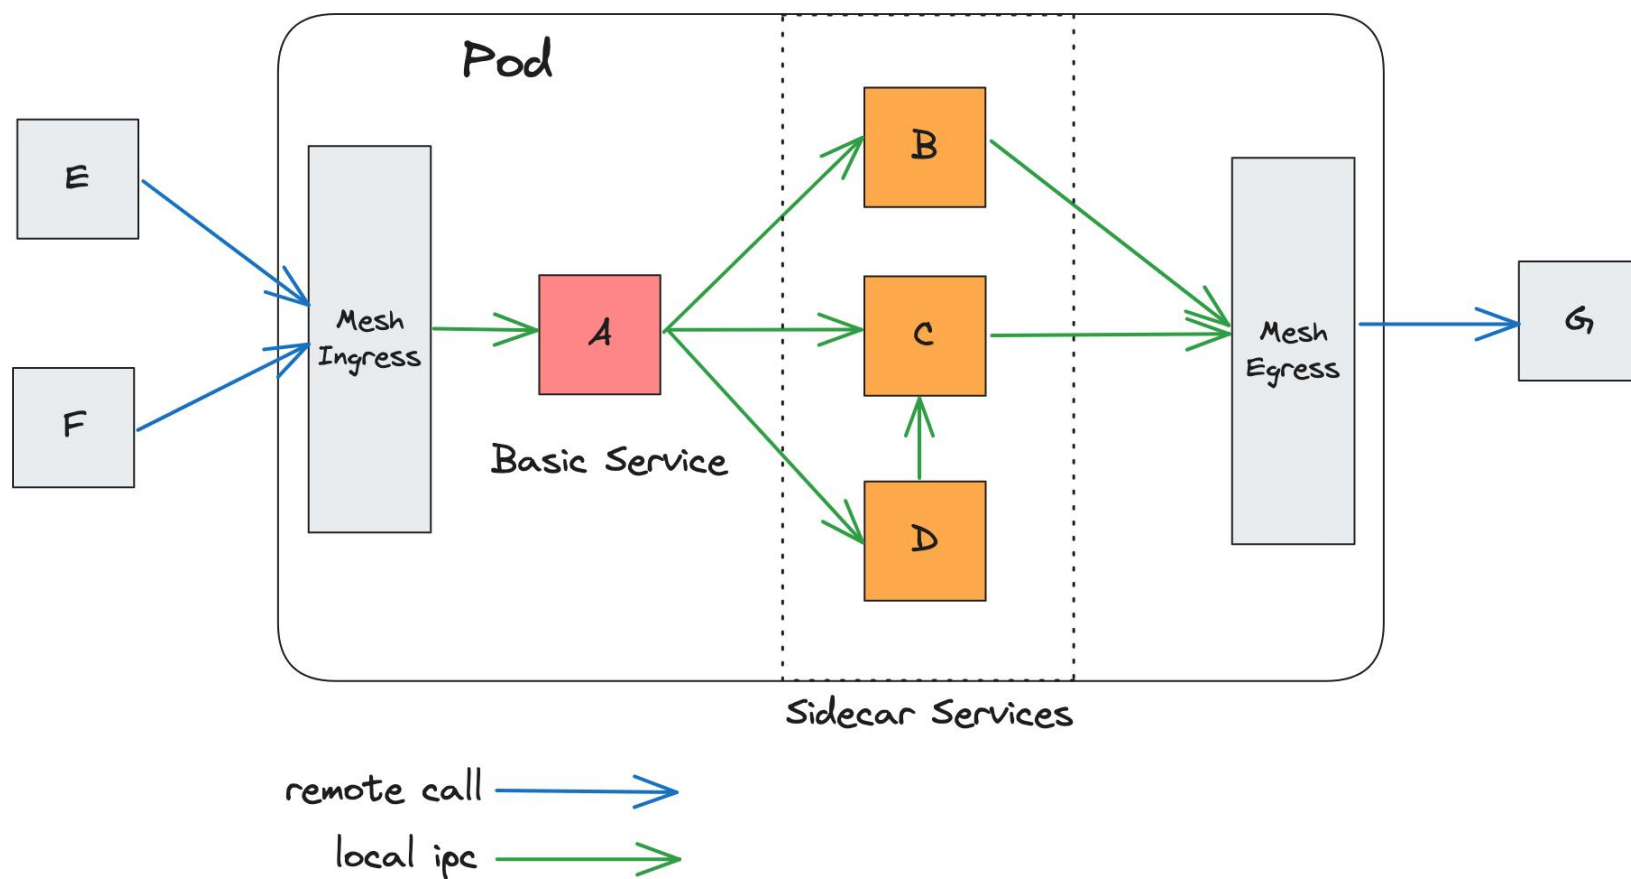 Pod
E
F
Mesh
Ingress
A
Basic Service
B
C
D
Mesh
Egress
G
Sidecar Services
remote call
local ipc